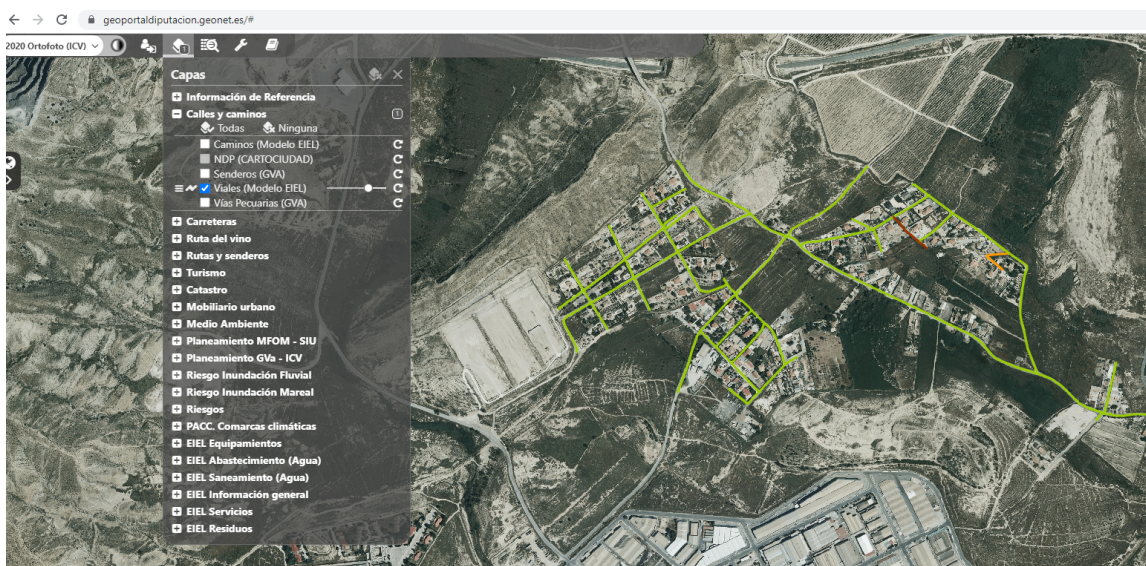 geoportaldiputacion.geonet.es/#
2020 Ortofoto (ICV)
1
Capas
Información de Referencia
Calles y caminos 1
Todas Ninguna
Caminos (Modelo EIEL)
NDP (CARTOCIUDAD)
Senderos (GVA)
Viales (Modelo EIEL)
Vías Pecuarias (GVA)
Carreteras
Ruta del vino
Rutas y senderos
Turismo
Catastro
Mobiliario urbano
Medio Ambiente
Planeamiento MFOM - SIU
Planeamiento GVa - ICV
Riesgo Inundación Fluvial
Riesgo Inundación Mareal
Riesgos
PACC. Comarcas climáticas
EIEL Equipamientos
EIEL Abastecimiento (Agua)
EIEL Saneamiento (Agua)
EIEL Información general
EIEL Servicios
EIEL Residuos